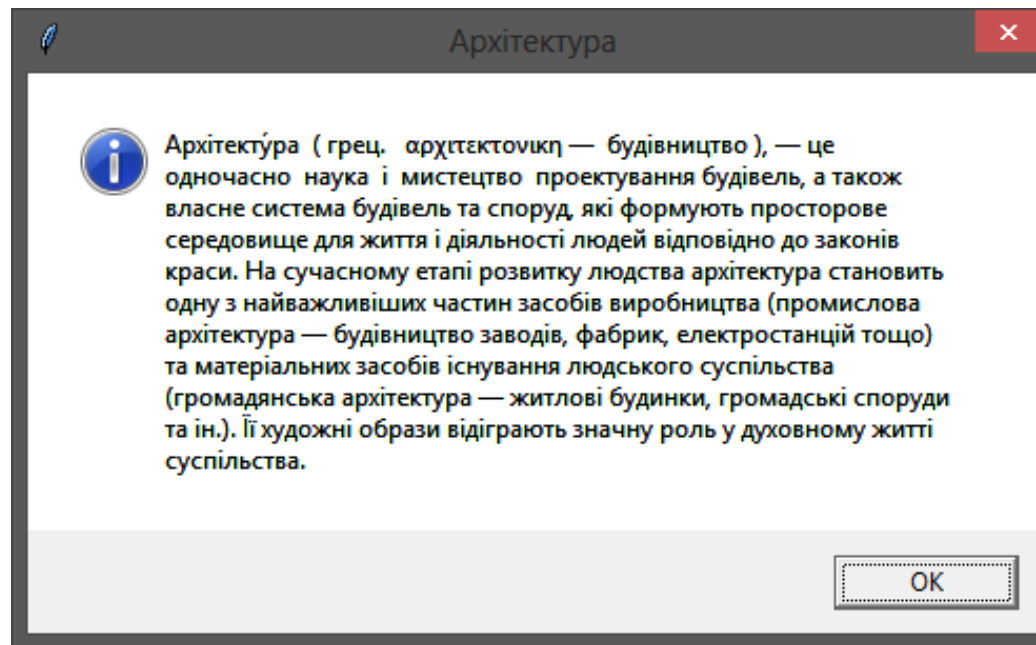 Архітектура
Архітекту́ра ( грец. αρχιτεκτονικη — будівництво ), — це
одночасно наука і мистецтво проектування будівель, а також
власне система будівель та споруд, які формують просторове
середовище для життя і діяльності людей відповідно до законів
краси. На сучасному етапі розвитку людства архітектура становить
одну з найважливіших частин засобів виробництва (промислова
архітектура — будівництво заводів, фабрик, електростанцій тощо)
та матеріальних засобів існування людського суспільства
(громадянська архітектура — житлові будинки, громадські споруди
та ін.). Її художні образи відіграють значну роль у духовному житті
суспільства.
OK